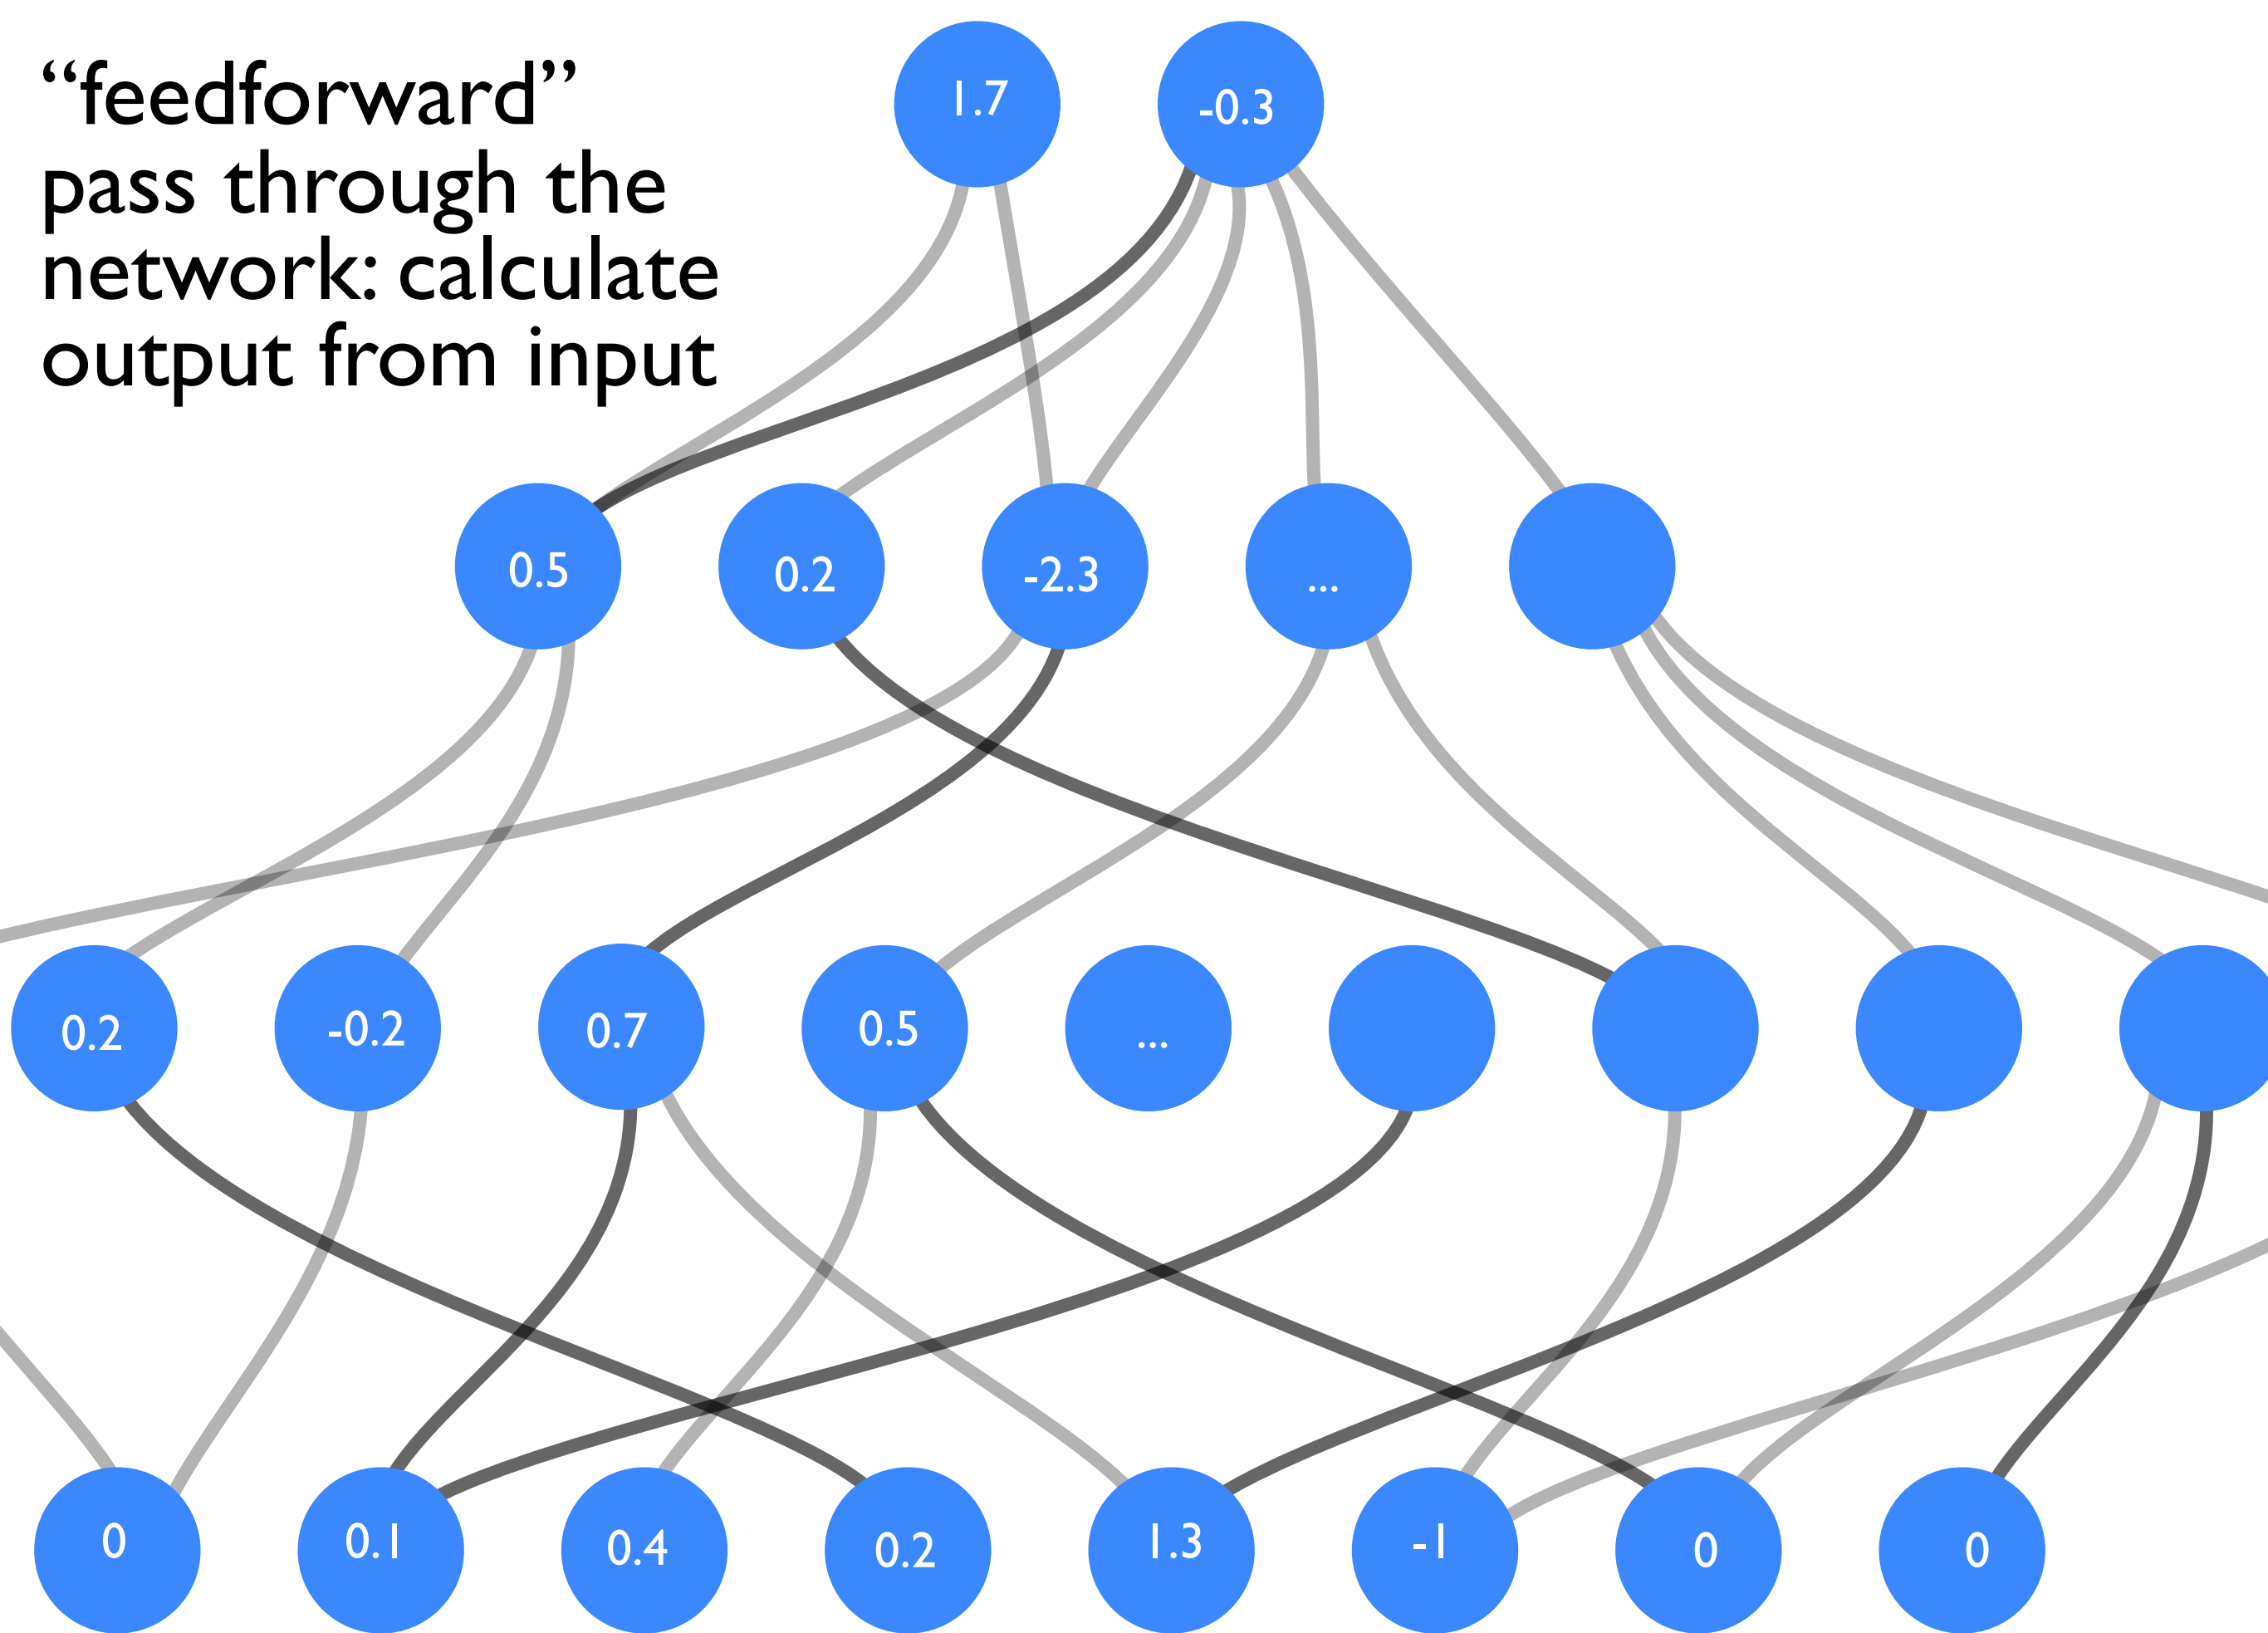 “feedforward”
pass through the
network: calculate
output from input
1.7 -0.3
0.5 0.2 -2.3 ...
0.2 -0.2 0.7 0.5 ...
0 0.1 0.4 0.2 1.3 -1 0 0